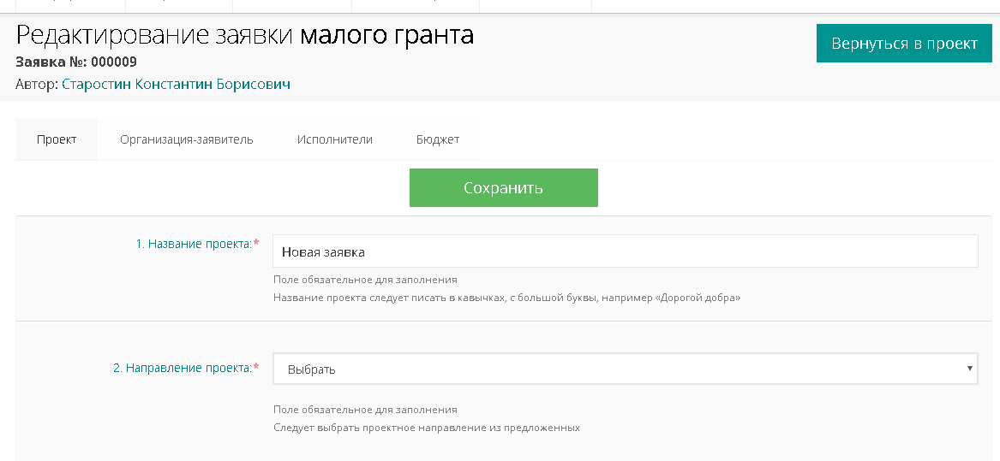 Редактирование заявки малого гранта
Заявка №: 000009
Автор: Старостин Константин Борисович
Вернуться в проект
Проект
Организация-заявитель
Исполнители
Бюджет
Сохранить
1. Название проекта:*
Новая заявка
Поле обязательное для заполнения
Название проекта следует писать в кавычках, с большой буквы, например «Дорогой добра»
2. Направление проекта:*
Выбрать
Поле обязательное для заполнения
Следует выбрать проектное направление из предложенных